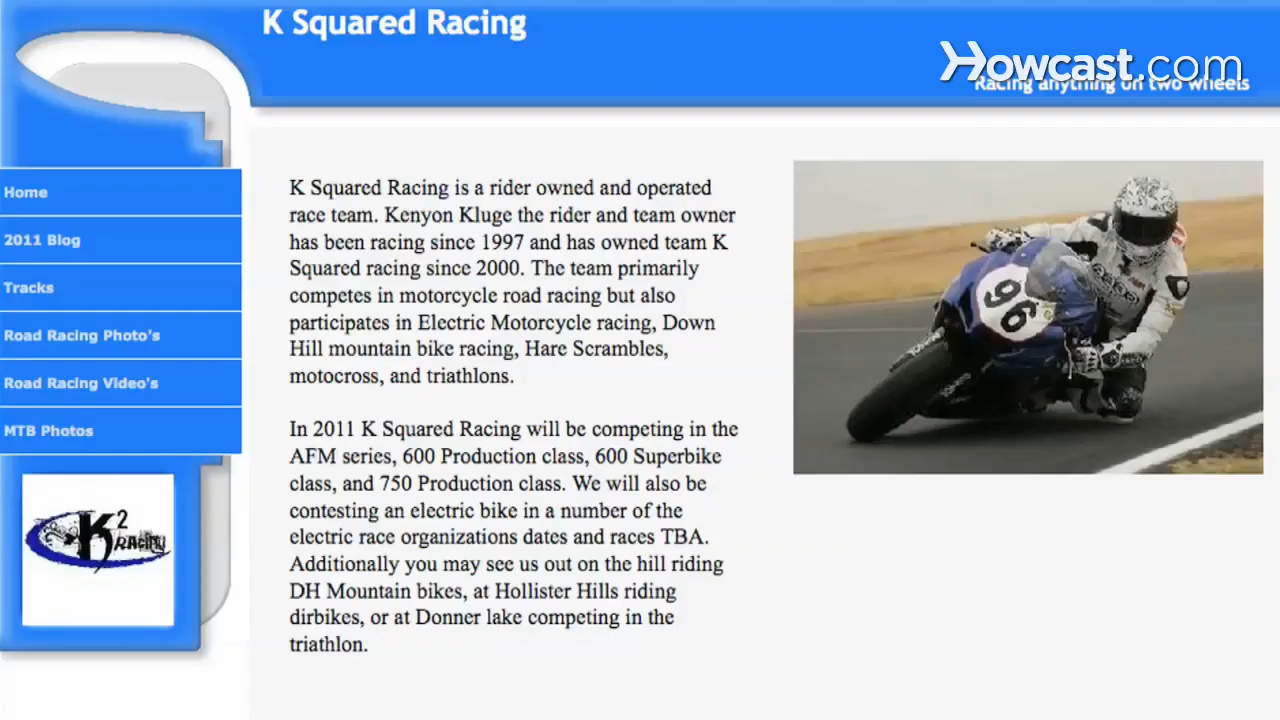 K Squared Racing
Howcast.com
Racing anything on two wheels
Home
2011 Blog
Tracks
Road Racing Photo's
Road Racing Video's
MTB Photos
K2 RACING
K Squared Racing is a rider owned and operated
race team. Kenyon Kluge the rider and team owner
has been racing since 1997 and has owned team K
Squared racing since 2000. The team primarily
competes in motorcycle road racing but also
participates in Electric Motorcycle racing, Down
Hill mountain bike racing, Hare Scrambles,
motocross, and triathlons.
In 2011 K Squared Racing will be competing in the
AFM series, 600 Production class, 600 Superbike
class, and 750 Production class. We will also be
contesting an electric bike in a number of the
electric race organizations dates and races TBA.
Additionally you may see us out on the hill riding
DH Mountain bikes, at Hollister Hills riding
dirbikes, or at Donner lake competing in the
triathlon.
96